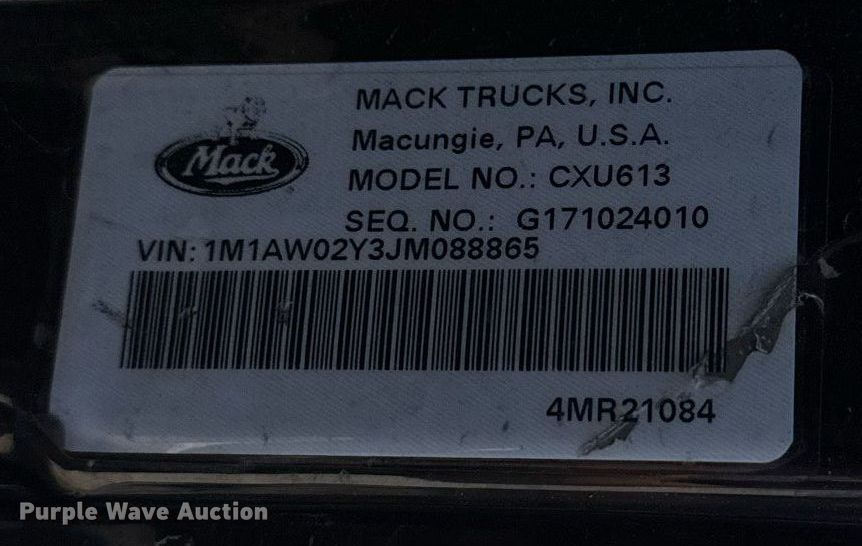 Mack
MACK TRUCKS, INC.
Macungie, PA, U.S.A.
MODEL NO.: CXU613
SEQ. NO.: G171024010
VIN: 1M1AW02Y3JM088865
4MR21084
Purple Wave Auction